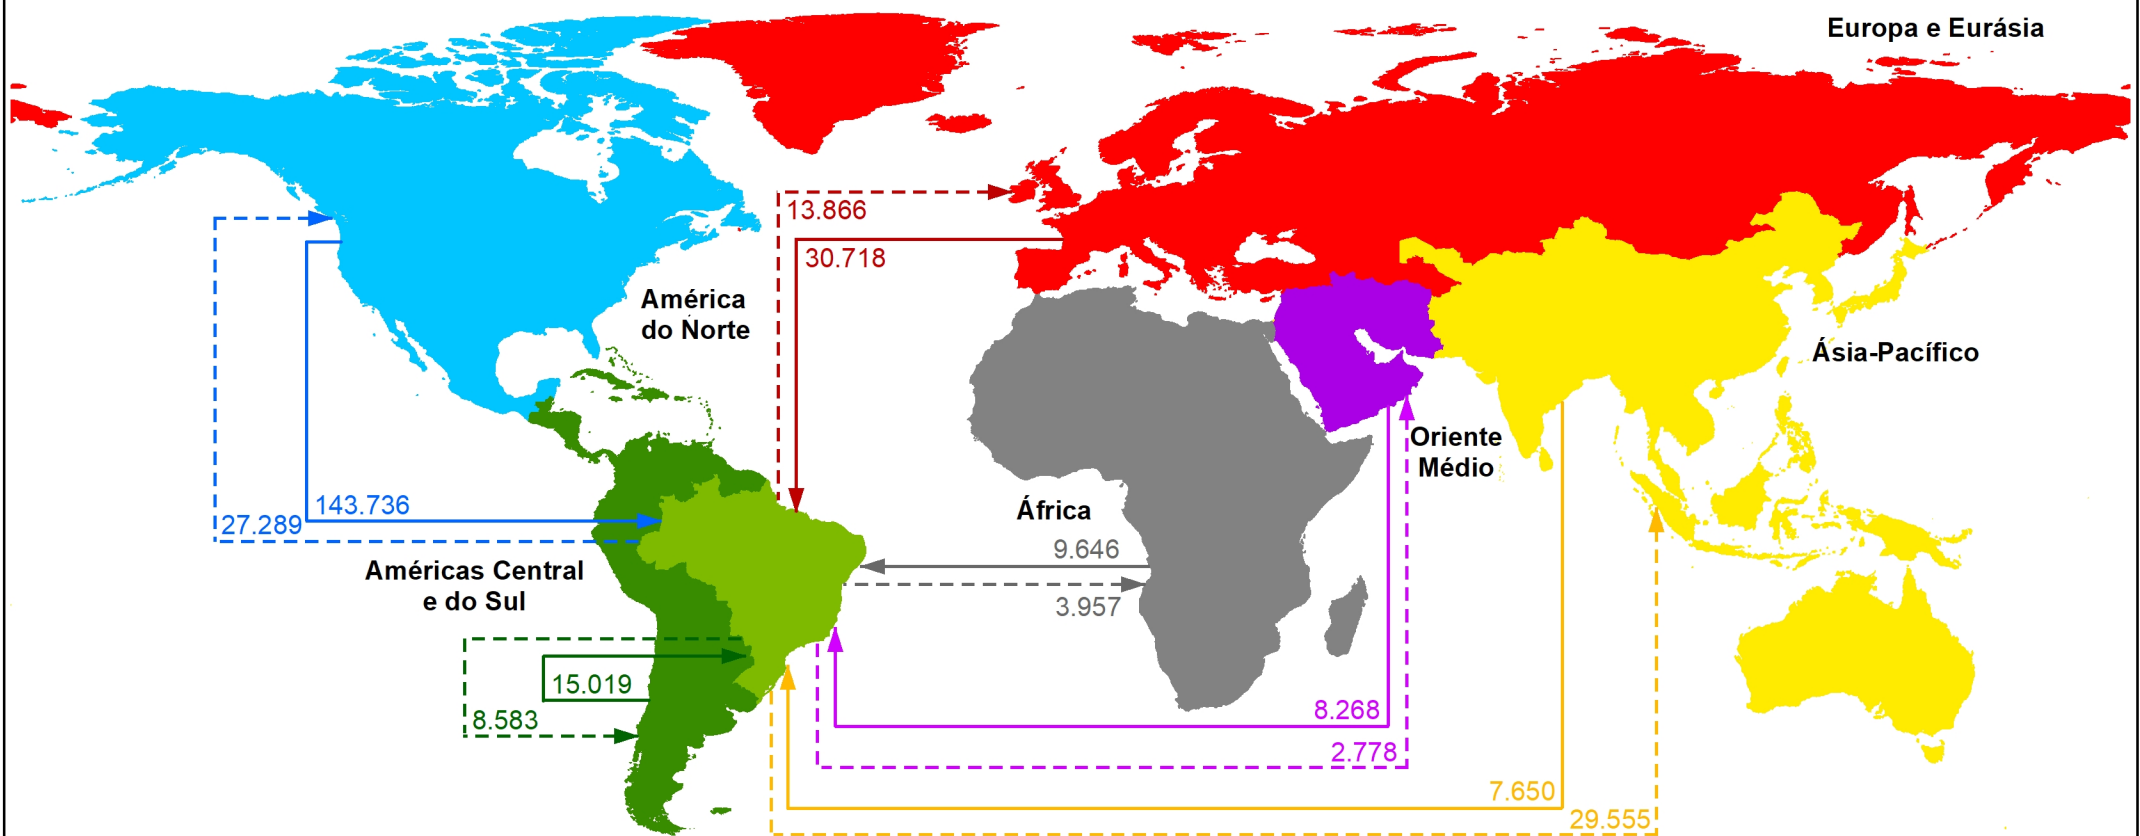 Europa e Eurásia
13.866
30.718
América
do Norte
Ásia-Pacífico
Oriente
Médio
África
143.736
27.289
9.646
Américas Central
e do Sul
3.957
15.019
8.583
8.268
2.778
7.650
29.555